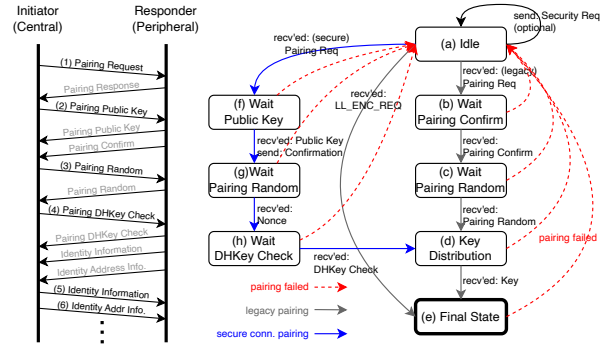 Initiator
(Central)
Responder
(Peripheral)
(1) Pairing Request
Pairing Response
(2) Pairing Public Key
Pairing Public Key
Pairing Confirm
(3) Pairing Random
Pairing Random
(4) Pairing DHKey Check
Pairing DHKey Check
Identity Information
Identity Address Info.
(5) Identity Information
(6) Identity Addr Info.
recv'ed: (secure)
Pairing Req
(a) Idle
send: Security Req
(optional)
recv'ed:
LL_ENC_REQ
recv'ed: (legacy)
Pairing Req
(f) Wait
Public Key
(b) Wait
Pairing Confirm
recv'ed: Public Key
send: Confirmation
recv'ed:
Pairing Confirm
(g) Wait
Pairing Random
(c) Wait
Pairing Random
recv'ed:
Nonce
recv'ed:
Pairing Random
(h) Wait
DHKey Check
recv'ed:
DHKey Check
(d) Key
Distribution
pairing failed
recv'ed: Key
(e) Final State
pairing failed
legacy pairing
secure conn. pairing